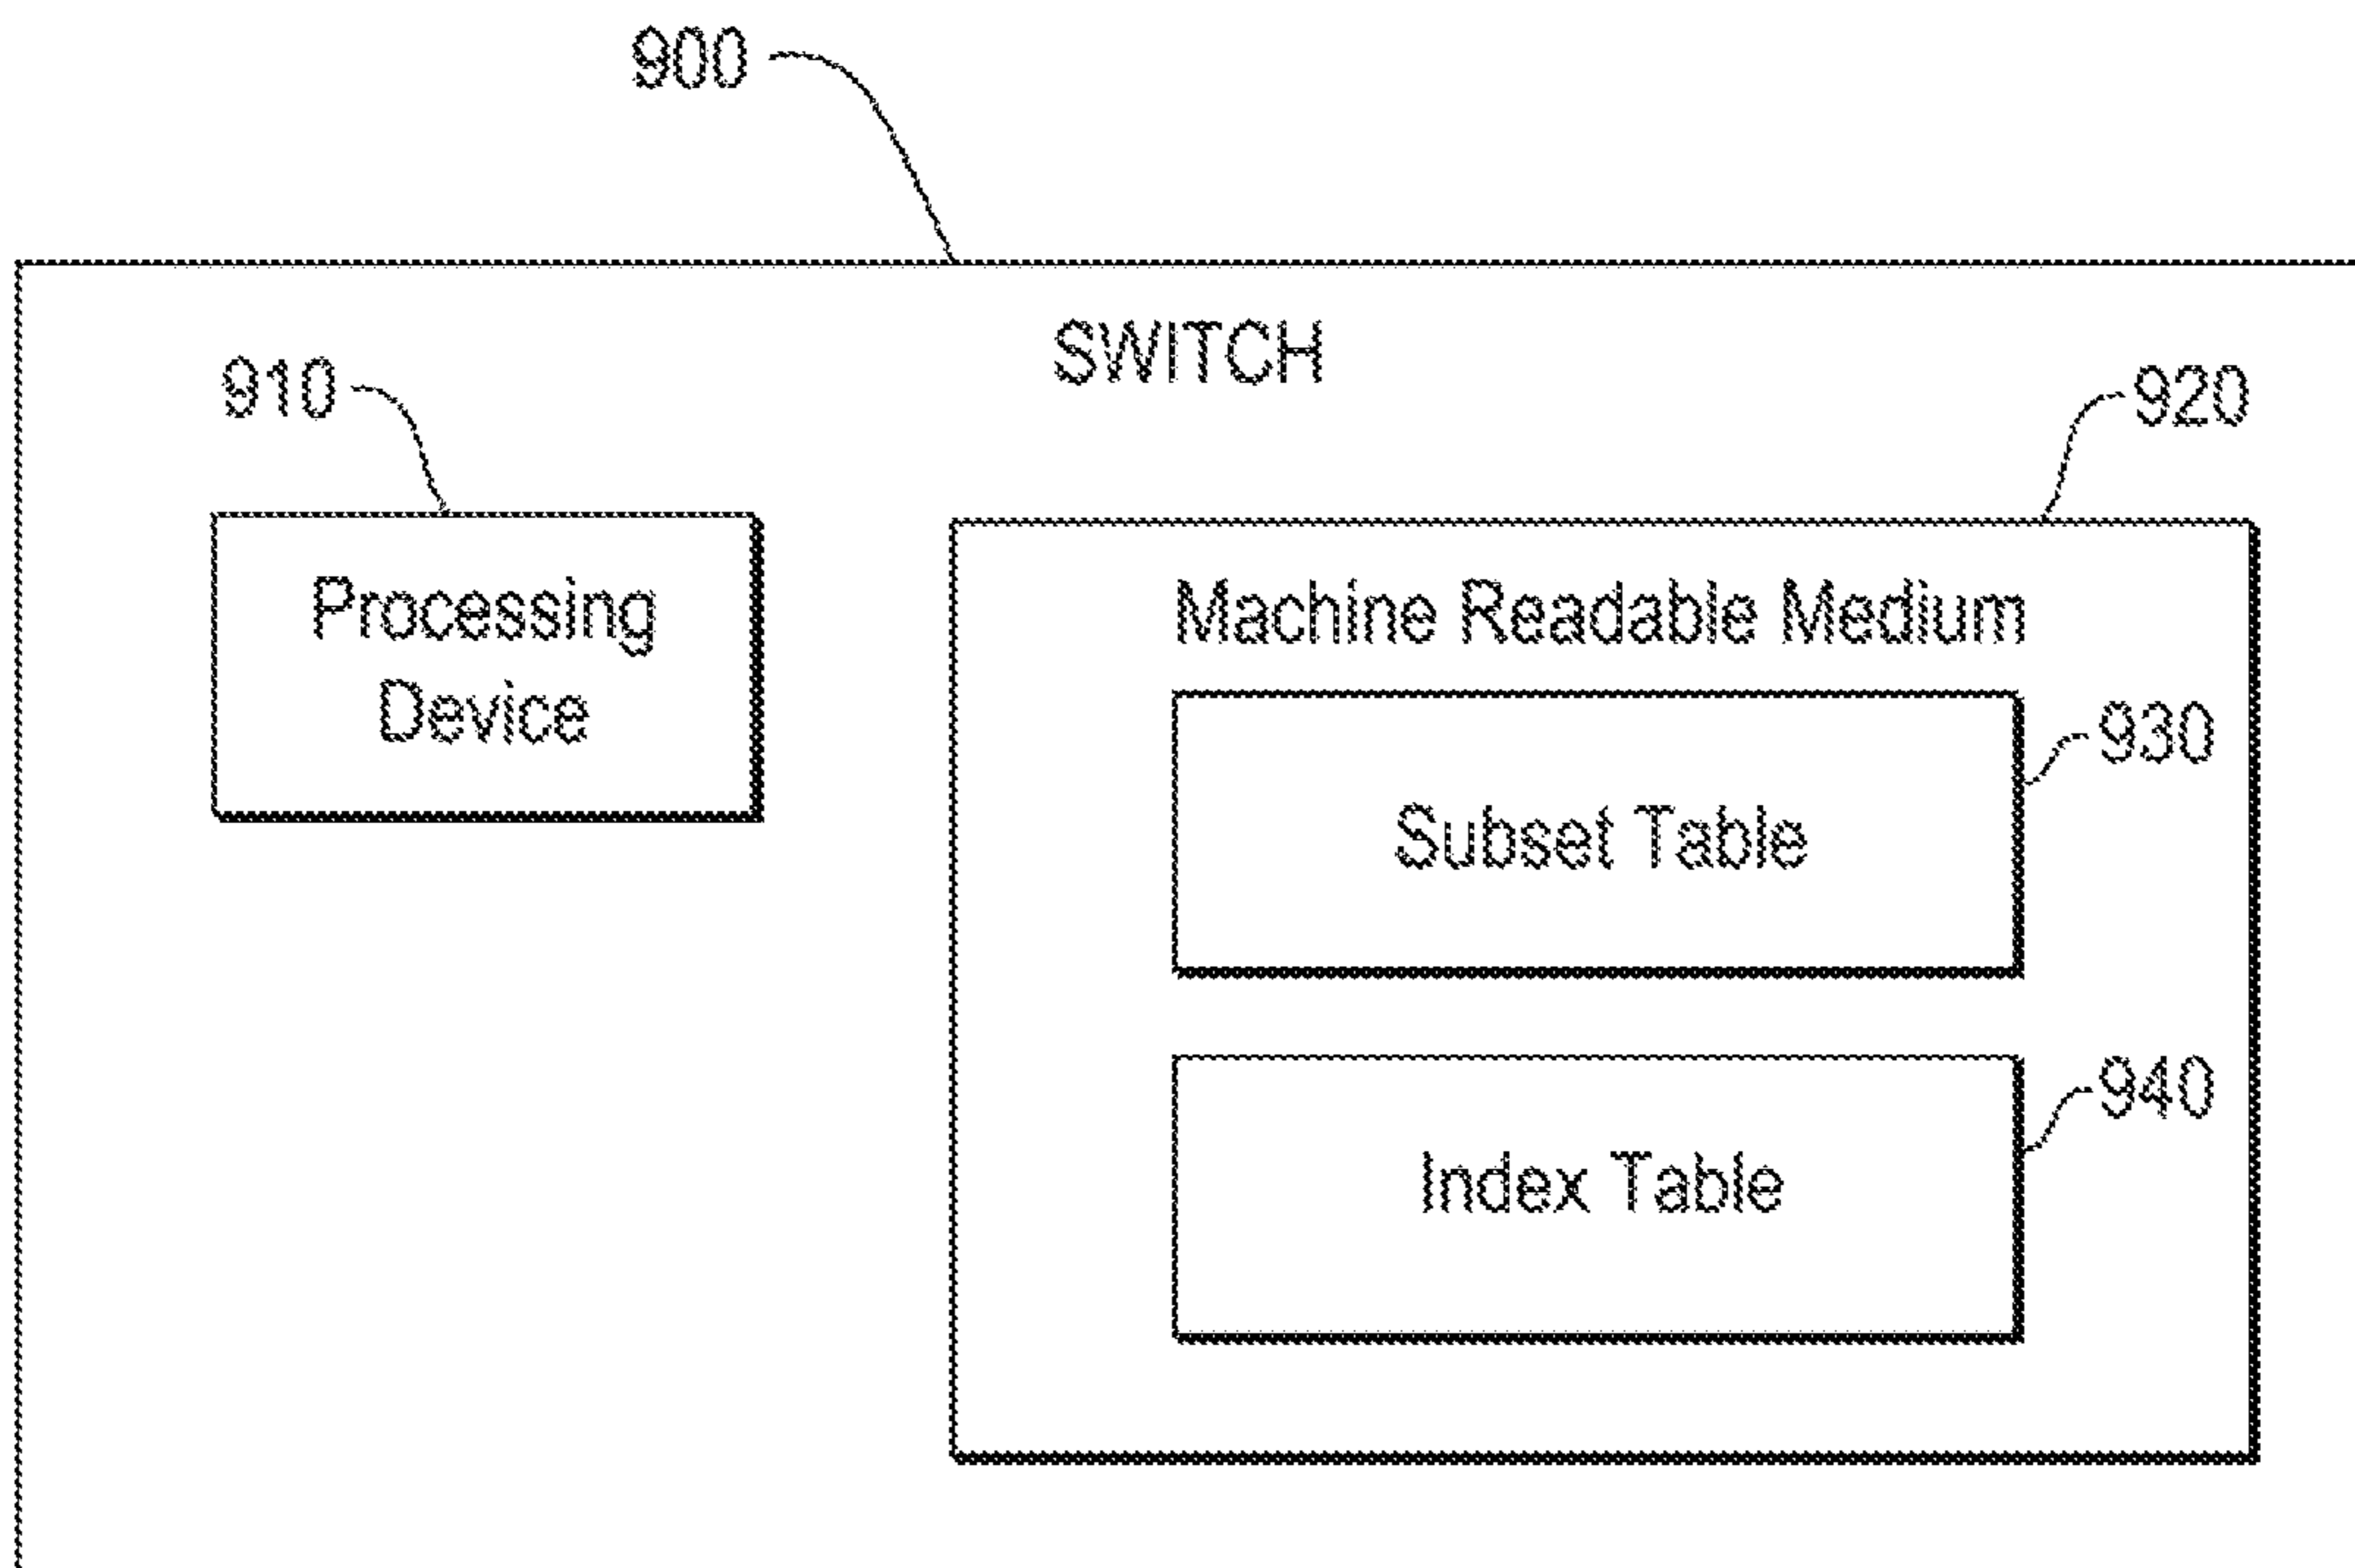 900
SWITCH
910
920
Processing
Device
Machine Readable Medium
930
Subset Table
940
Index Table